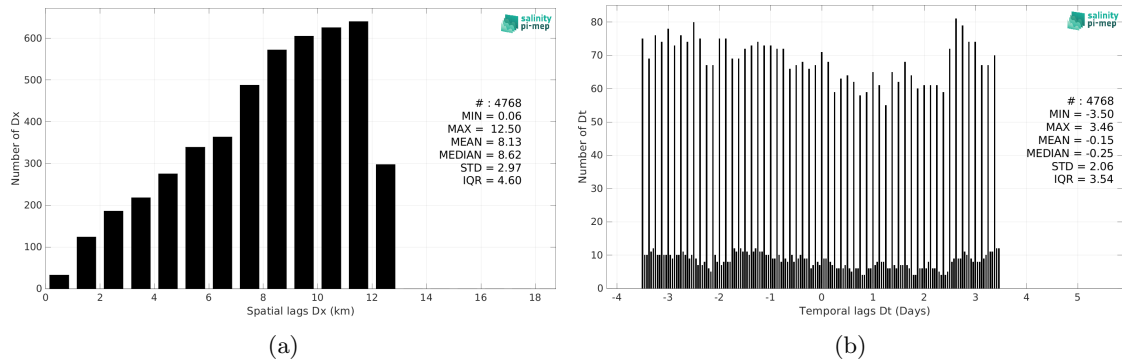 salinity
pi-mep
600
500
400
300
200
100
0
Number of Dx
# : 4768
MIN = 0.06
MAX = 12.50
MEAN = 8.13
MEDIAN = 8.62
STD = 2.97
IQR = 4.60
0 2 4 6 8 10 12 14 16 18
Spatial lags Dx (km)
(a)
salinity
pi-mep
80
70
60
50
40
30
20
10
0
Number of Dt
# : 4768
MIN = -3.50
MAX = 3.46
MEAN = -0.15
MEDIAN = -0.25
STD = 2.06
IQR = 3.54
-4 -3 -2 -1 0 1 2 3 4 5
Temporal lags Dt (Days)
(b)